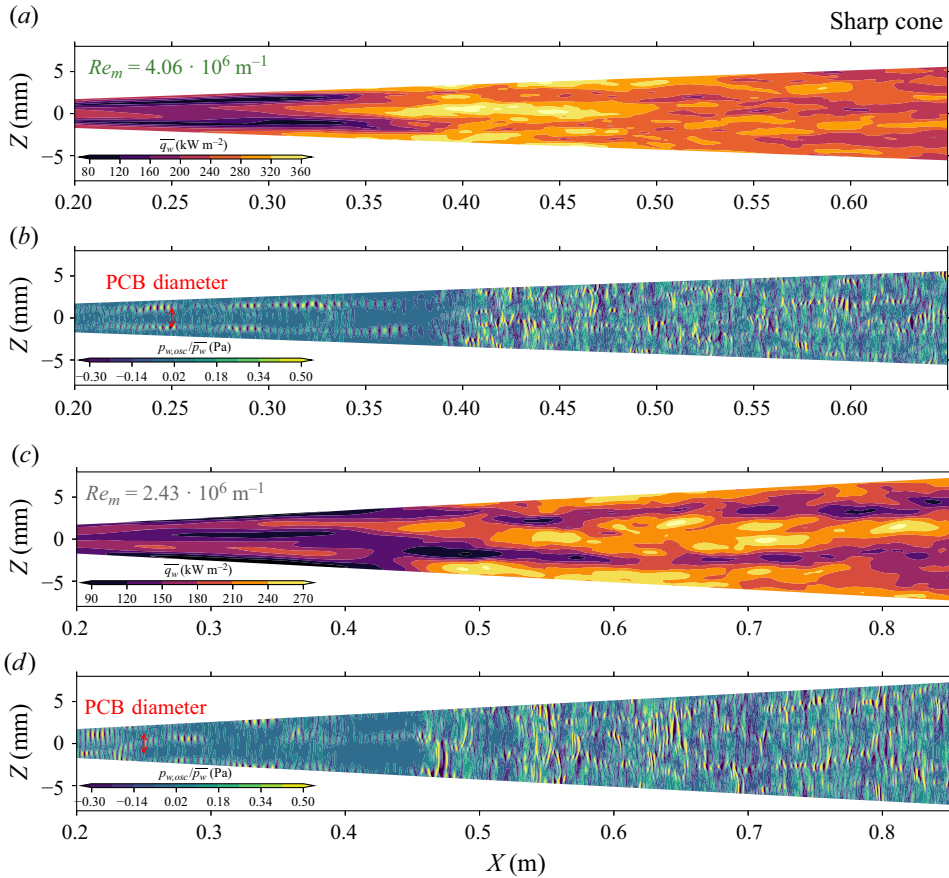 (a)
Sharp cone
Re_m = 4.06 · 10^6 m^−1
Z (mm)
5
0
−5
q_w (kW m^−2)
80 120 160 200 240 280 320 360
0.20 0.25 0.30 0.35 0.40 0.45 0.50 0.55 0.60
(b)
PCB diameter
Z (mm)
5
0
−5
p_w,osc/p_w (Pa)
−0.30 −0.14 0.02 0.18 0.34 0.50
0.20 0.25 0.30 0.35 0.40 0.45 0.50 0.55 0.60
(c)
Re_m = 2.43 · 10^6 m^−1
Z (mm)
5
0
−5
q_w (kW m^−2)
90 120 150 180 210 240 270
0.2 0.3 0.4 0.5 0.6 0.7 0.8
(d)
PCB diameter
Z (mm)
5
0
−5
p_w,osc/p_w (Pa)
−0.30 −0.14 0.02 0.18 0.34 0.50
0.2 0.3 0.4 0.5 0.6 0.7 0.8
X (m)